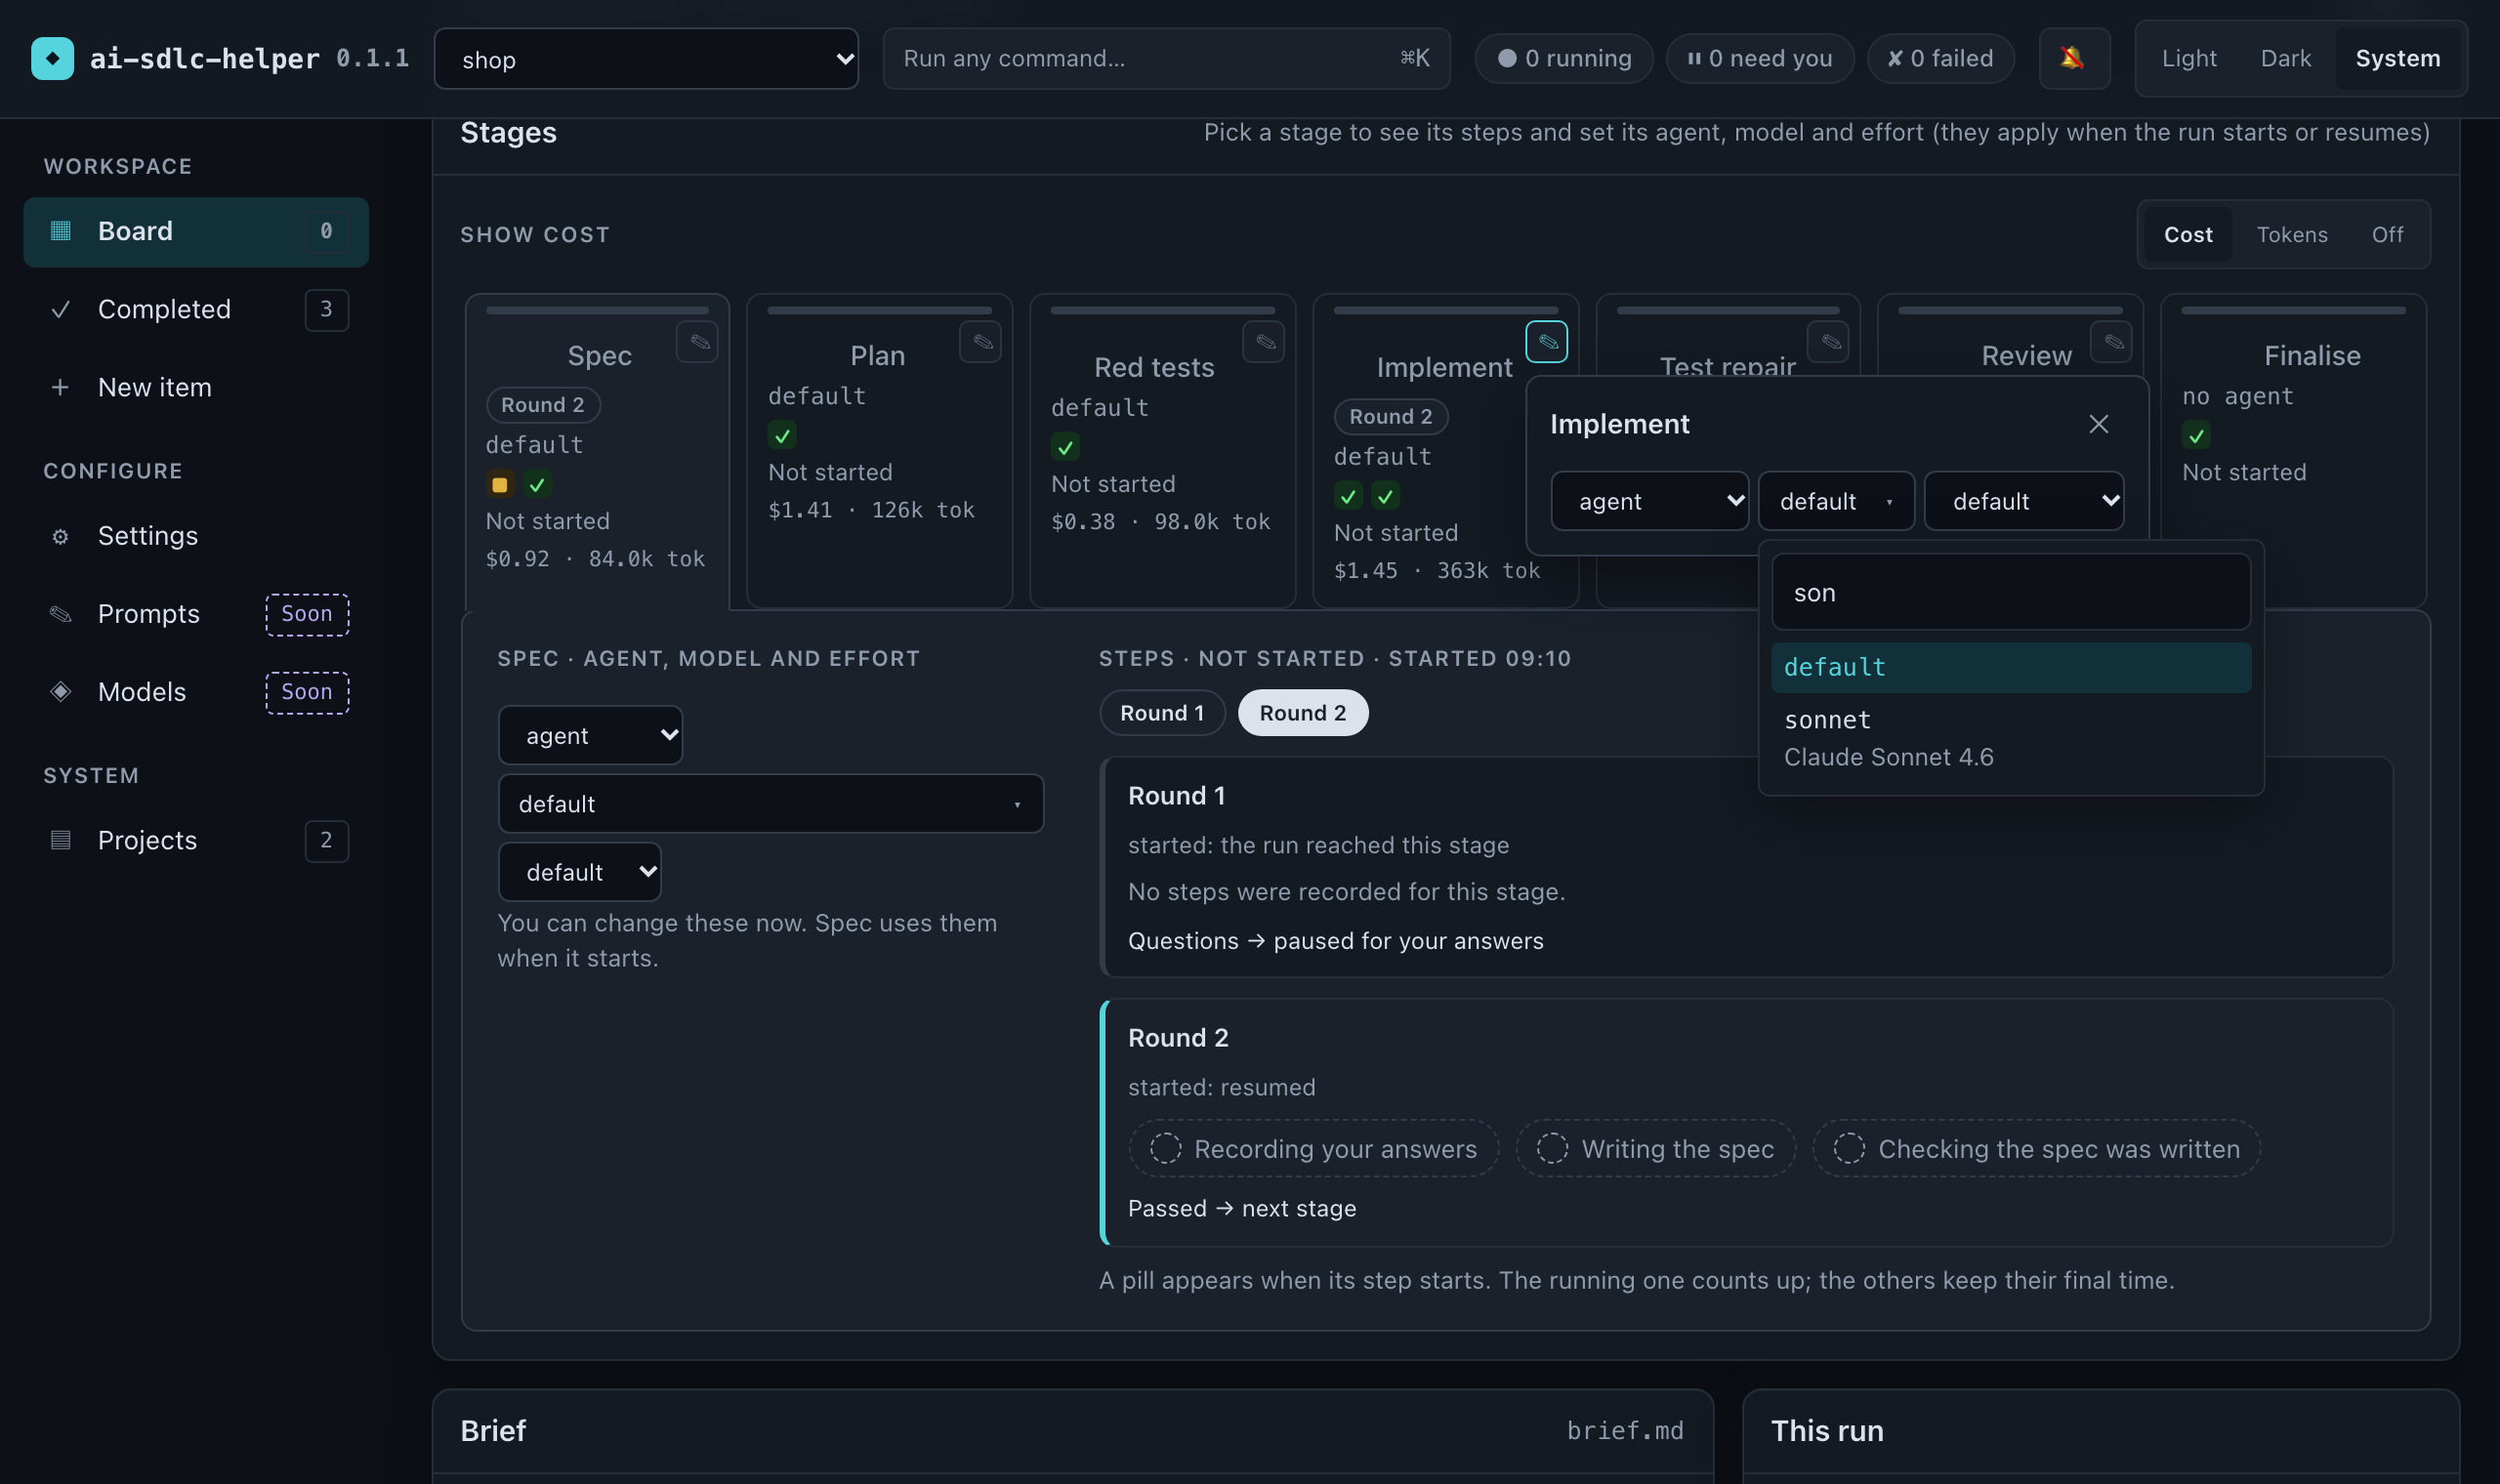 ai-sdlc-helper 0.1.1
shop
Run any command...
⌘K
0 running
0 need you
✘ 0 failed
Light
Dark
System
WORKSPACE
Board 0
Completed 3
New item
CONFIGURE
Settings
Prompts Soon
Models Soon
SYSTEM
Projects 2
Stages
Pick a stage to see its steps and set its agent, model and effort (they apply when the run starts or resumes)
SHOW COST
Cost
Tokens
Off
Spec
Round 2
default
Not started
$0.92 · 84.0k tok
Plan
default
Not started
$1.41 · 126k tok
Red tests
default
Not started
$0.38 · 98.0k tok
Implement
Round 2
default
Not started
$1.45 · 363k tok
Test repair
Review
Finalise
no agent
Not started
Implement
agent
default
default
son
default
sonnet
Claude Sonnet 4.6
SPEC · AGENT, MODEL AND EFFORT
agent
default
default
You can change these now. Spec uses them
when it starts.
STEPS · NOT STARTED · STARTED 09:10
Round 1
Round 2
Round 1
started: the run reached this stage
No steps were recorded for this stage.
Questions → paused for your answers
Round 2
started: resumed
Recording your answers
Writing the spec
Checking the spec was written
Passed → next stage
A pill appears when its step starts. The running one counts up; the others keep their final time.
Brief
brief.md
This run